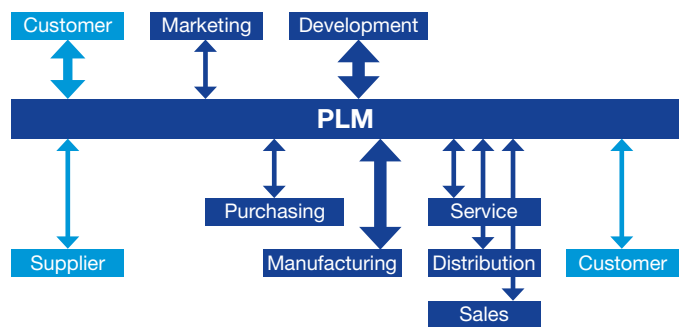 Customer
Marketing
Development
PLM
Purchasing
Service
Supplier
Manufacturing
Distribution
Customer
Sales